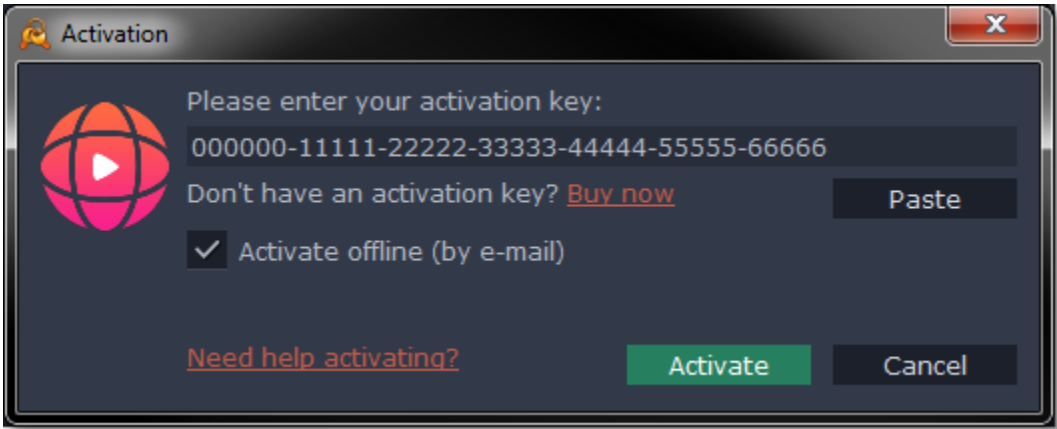 Activation
Please enter your activation key:
000000-11111-22222-33333-44444-55555-66666
Don't have an activation key? Buy now
Paste
Activate offline (by e-mail)
Need help activating?
Activate
Cancel